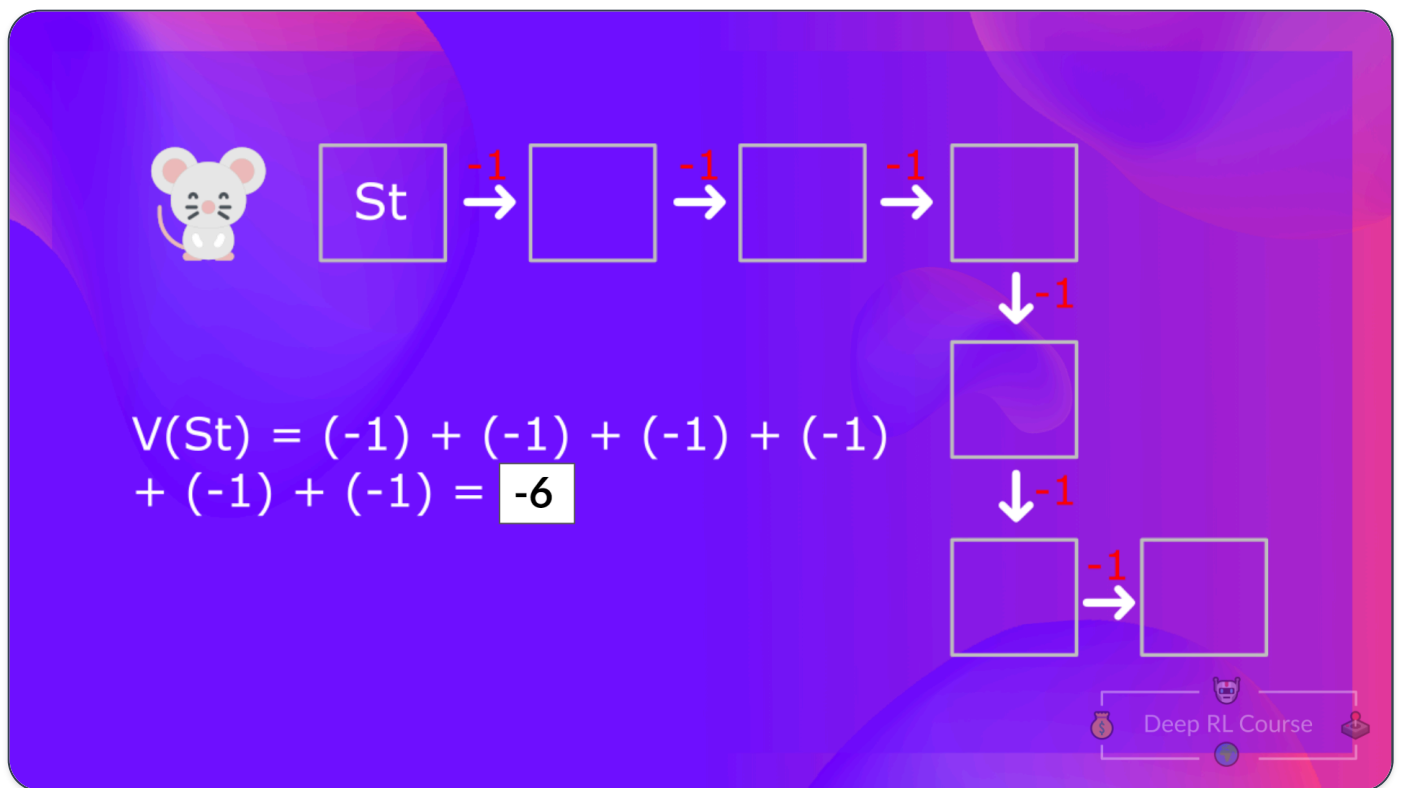 -1 -1 -1
St
-1
V(St) = (-1) + (-1) + (-1) + (-1)
+ (-1) + (-1) = -6
-1
-1
Deep RL Course